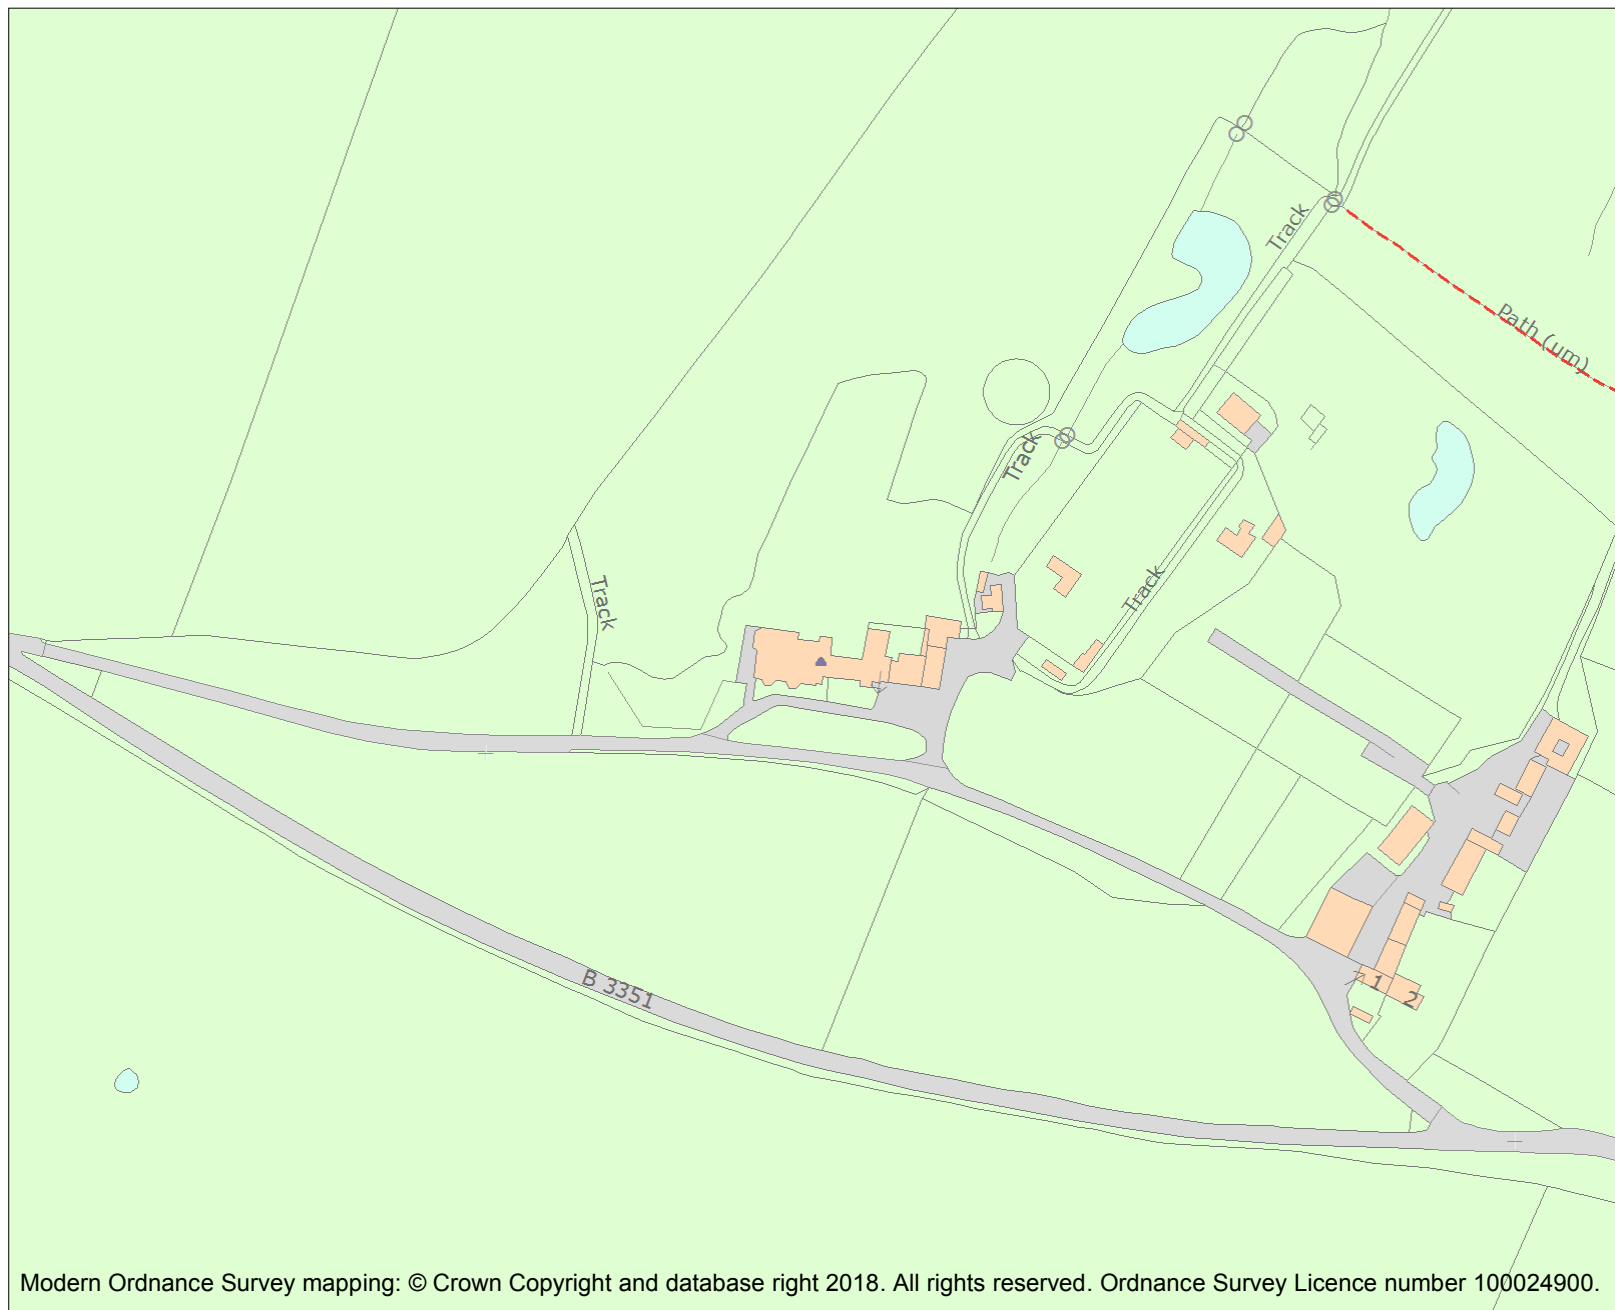 Track
Path (um)
Track
Track
Track
B 3351
1
2
Modern Ordnance Survey mapping: © Crown Copyright and database right 2018. All rights reserved. Ordnance Survey Licence number 100024900.